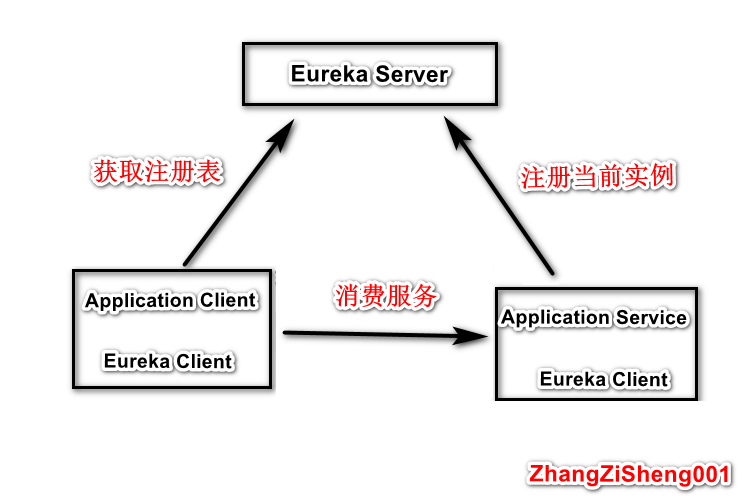 Eureka Server
获取注册表
注册当前实例
Application Client
消费服务
Application Service
Eureka Client
Eureka Client
ZhangZiSheng001